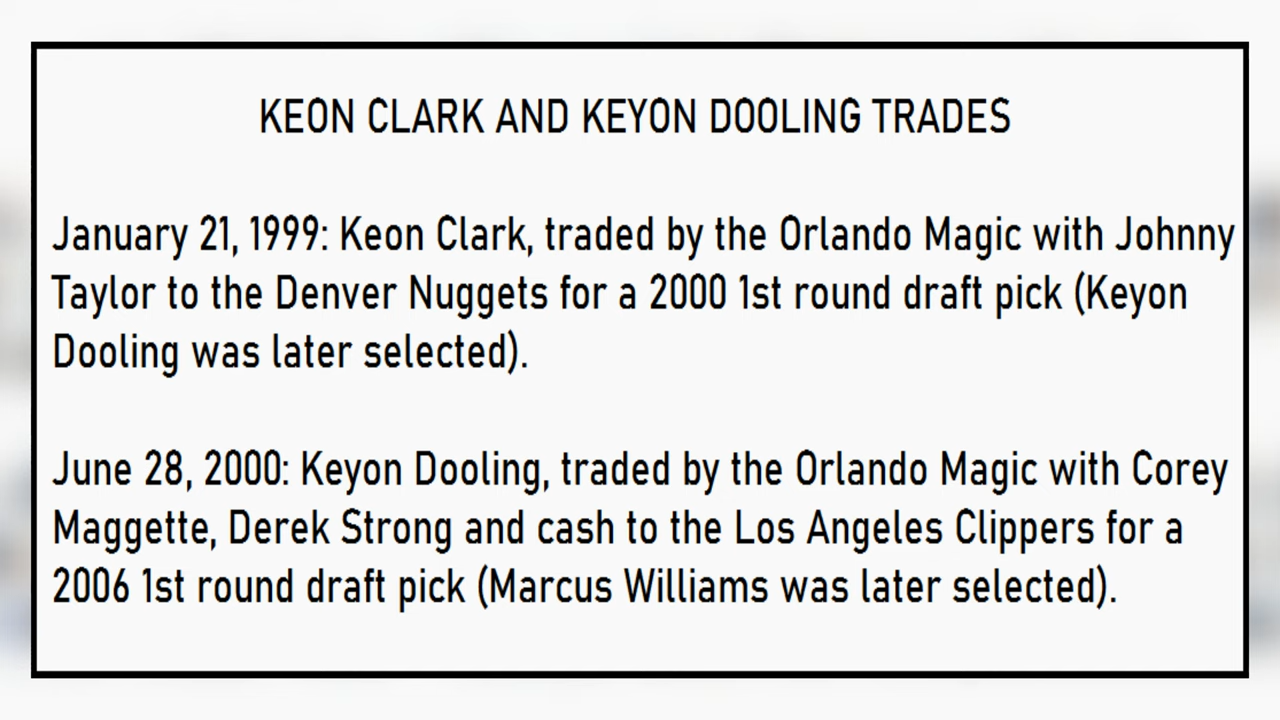 KEON CLARK AND KEYON DOOLING TRADES
January 21, 1999: Keon Clark, traded by the Orlando Magic with Johnny
Taylor to the Denver Nuggets for a 2000 1st round draft pick (Keyon
Dooling was later selected).
June 28, 2000: Keyon Dooling, traded by the Orlando Magic with Corey
Maggette, Derek Strong and cash to the Los Angeles Clippers for a
2006 1st round draft pick (Marcus Williams was later selected).